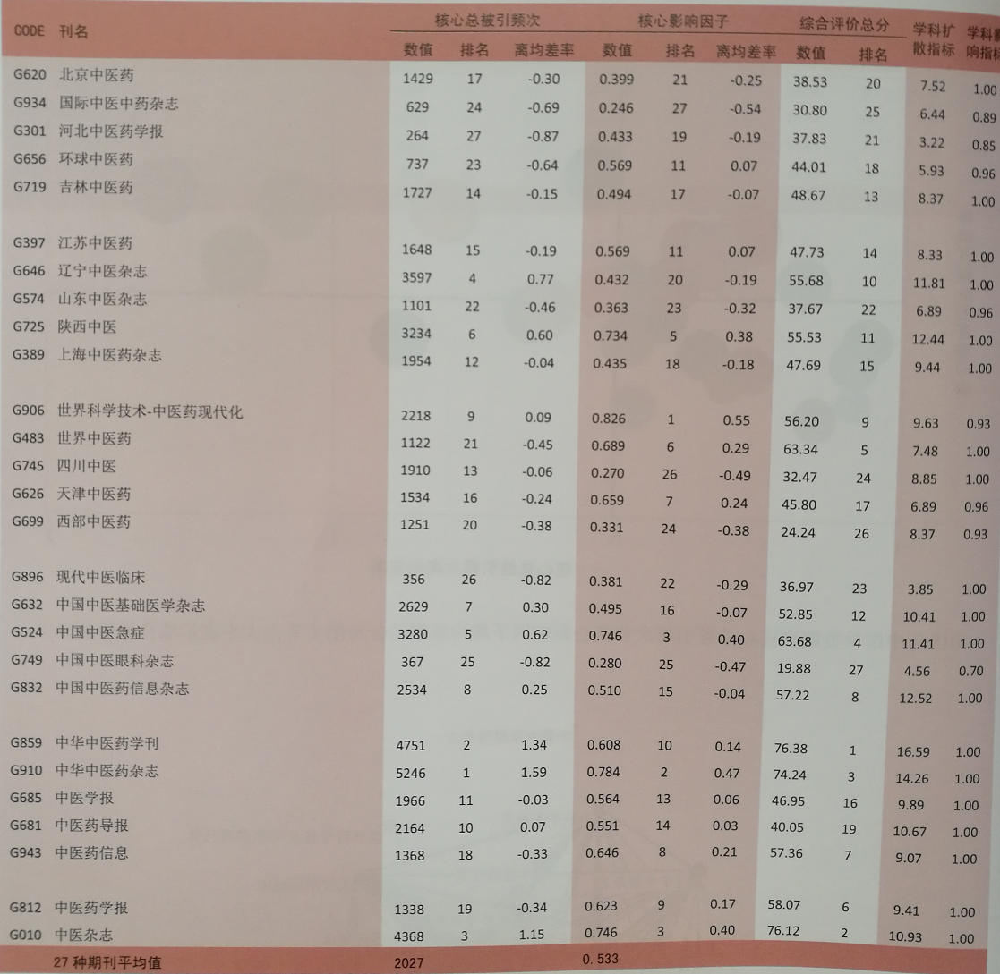 CODE 刊名 核心总被引频次 核心影响因子 综合评价总分 学科扩散指标 学科影响指标
数值 排名 离均差率 数值 排名 离均差率 数值 排名
G620 北京中医药 1429 17 -0.30 0.399 21 -0.25 38.53 20 7.52 1.00
G934 国际中医中药杂志 629 24 -0.69 0.246 27 -0.54 30.80 25 6.44 0.89
G301 河北中医药学报 264 27 -0.87 0.433 19 -0.19 37.83 21 3.22 0.85
G656 环球中医药 737 23 -0.64 0.569 11 0.07 44.01 18 5.93 0.96
G719 吉林中医药 1727 14 -0.15 0.494 17 -0.07 48.67 13 8.37 1.00
G397 江苏中医药 1648 15 -0.19 0.569 11 0.07 47.73 14 8.33 1.00
G646 辽宁中医杂志 3597 4 0.77 0.432 20 -0.19 55.68 10 11.81 1.00
G574 山东中医杂志 1101 22 -0.46 0.363 23 -0.32 37.67 22 6.89 0.96
G725 陕西中医 3234 6 0.60 0.734 5 0.38 55.53 11 12.44 1.00
G389 上海中医药杂志 1954 12 -0.04 0.435 18 -0.18 47.69 15 9.44 1.00
G906 世界科学技术-中医药现代化 2218 9 0.09 0.826 1 0.55 56.20 9 9.63 0.93
G483 世界中医药 1122 21 -0.45 0.689 6 0.29 63.34 5 7.48 1.00
G745 四川中医 1910 13 -0.06 0.270 26 -0.49 32.47 24 8.85 1.00
G626 天津中医药 1534 16 -0.24 0.659 7 0.24 45.80 17 6.89 0.96
G699 西部中医药 1251 20 -0.38 0.331 24 -0.38 24.24 26 8.37 0.93
G896 现代中医临床 356 26 -0.82 0.381 22 -0.29 36.97 23 3.85 1.00
G632 中国中医基础医学杂志 2629 7 0.30 0.495 16 -0.07 52.85 12 10.41 1.00
G524 中国中医急症 3280 5 0.62 0.746 3 0.40 63.68 4 11.41 1.00
G749 中国中医眼科杂志 367 25 -0.82 0.280 25 -0.47 19.88 27 4.56 0.70
G832 中国中医药信息杂志 2534 8 0.25 0.510 15 -0.04 57.22 8 12.52 1.00
G859 中华中医药学刊 4751 2 1.34 0.608 10 0.14 76.38 1 16.59 1.00
G910 中华中医药杂志 5246 1 1.59 0.784 2 0.47 74.24 3 14.26 1.00
G685 中医学报 1966 11 -0.03 0.564 13 0.06 46.95 16 9.89 1.00
G681 中医药导报 2164 10 0.07 0.551 14 0.03 40.05 19 10.67 1.00
G943 中医药信息 1368 18 -0.33 0.646 8 0.21 57.36 7 9.07 1.00
G812 中医药学报 1338 19 -0.34 0.623 9 0.17 58.07 6 9.41 1.00
G010 中医杂志 4368 3 1.15 0.746 3 0.40 76.12 2 10.93 1.00
27 种期刊平均值 2027 0.533